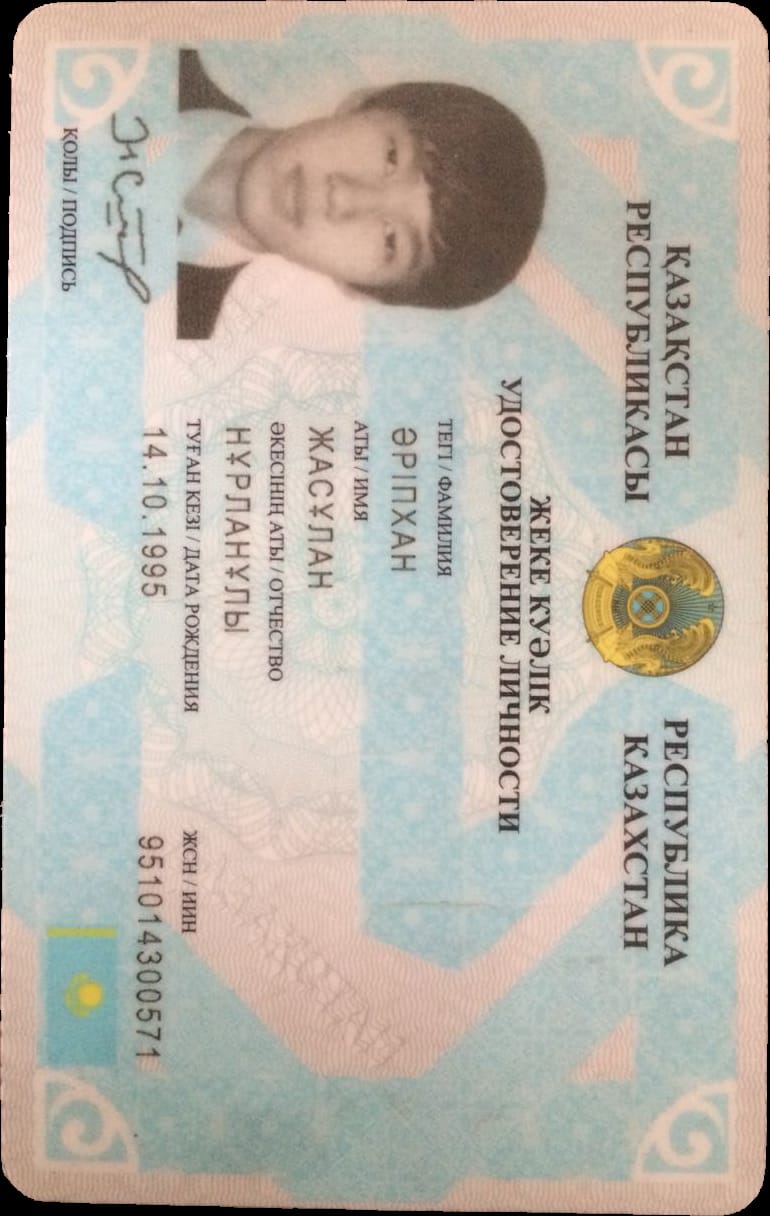 ҚАЗАҚСТАН
РЕСПУБЛИКАСЫ
РЕСПУБЛИКА
КАЗАХСТАН
ЖЕКЕ КУӘЛІК
УДОСТОВЕРЕНИЕ ЛИЧНОСТИ
ТЕГІ / ФАМИЛИЯ
ӘРІПХАН
АТЫ / ИМЯ
ЖАСҰЛАН
ӘКЕСІНІҢ АТЫ / ОТЧЕСТВО
НҰРЛАНҰЛЫ
ТУҒАН КЕЗІ / ДАТА РОЖДЕНИЯ
14.10.1995
ЖСН / ИИН
951014300571
ҚОЛЫ / ПОДПИСЬ